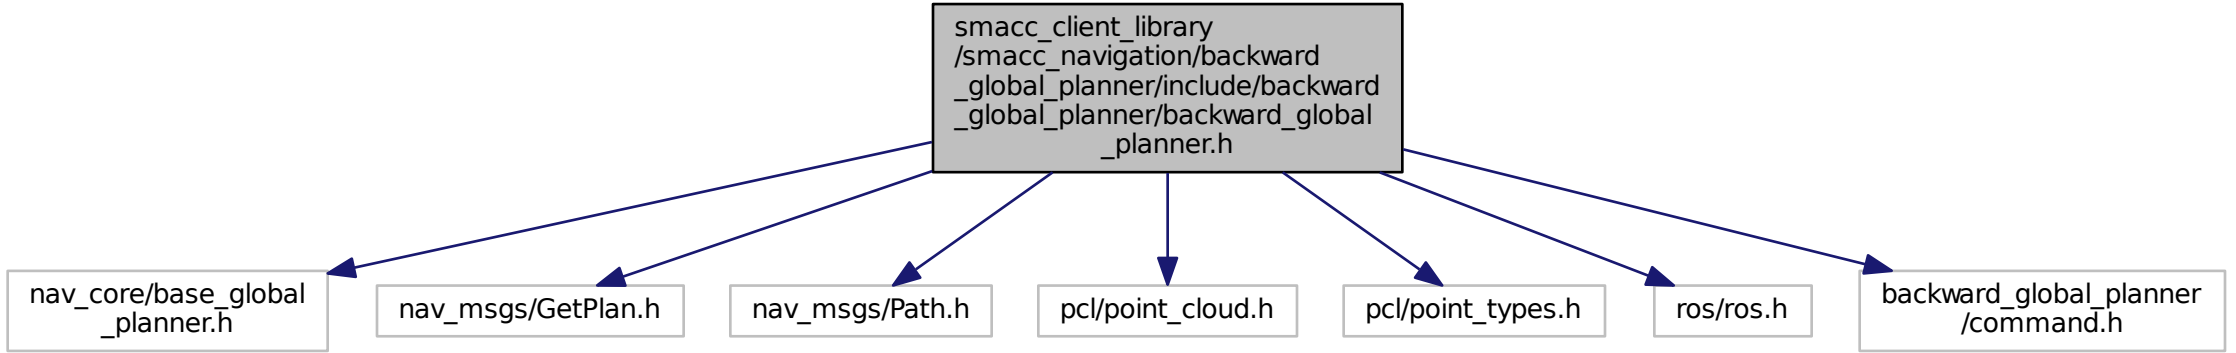 smacc_client_library
/smacc_navigation/backward
_global_planner/include/backward
_global_planner/backward_global
_planner.h
nav_core/base_global
_planner.h
nav_msgs/GetPlan.h
nav_msgs/Path.h
pcl/point_cloud.h
pcl/point_types.h
ros/ros.h
backward_global_planner
/command.h